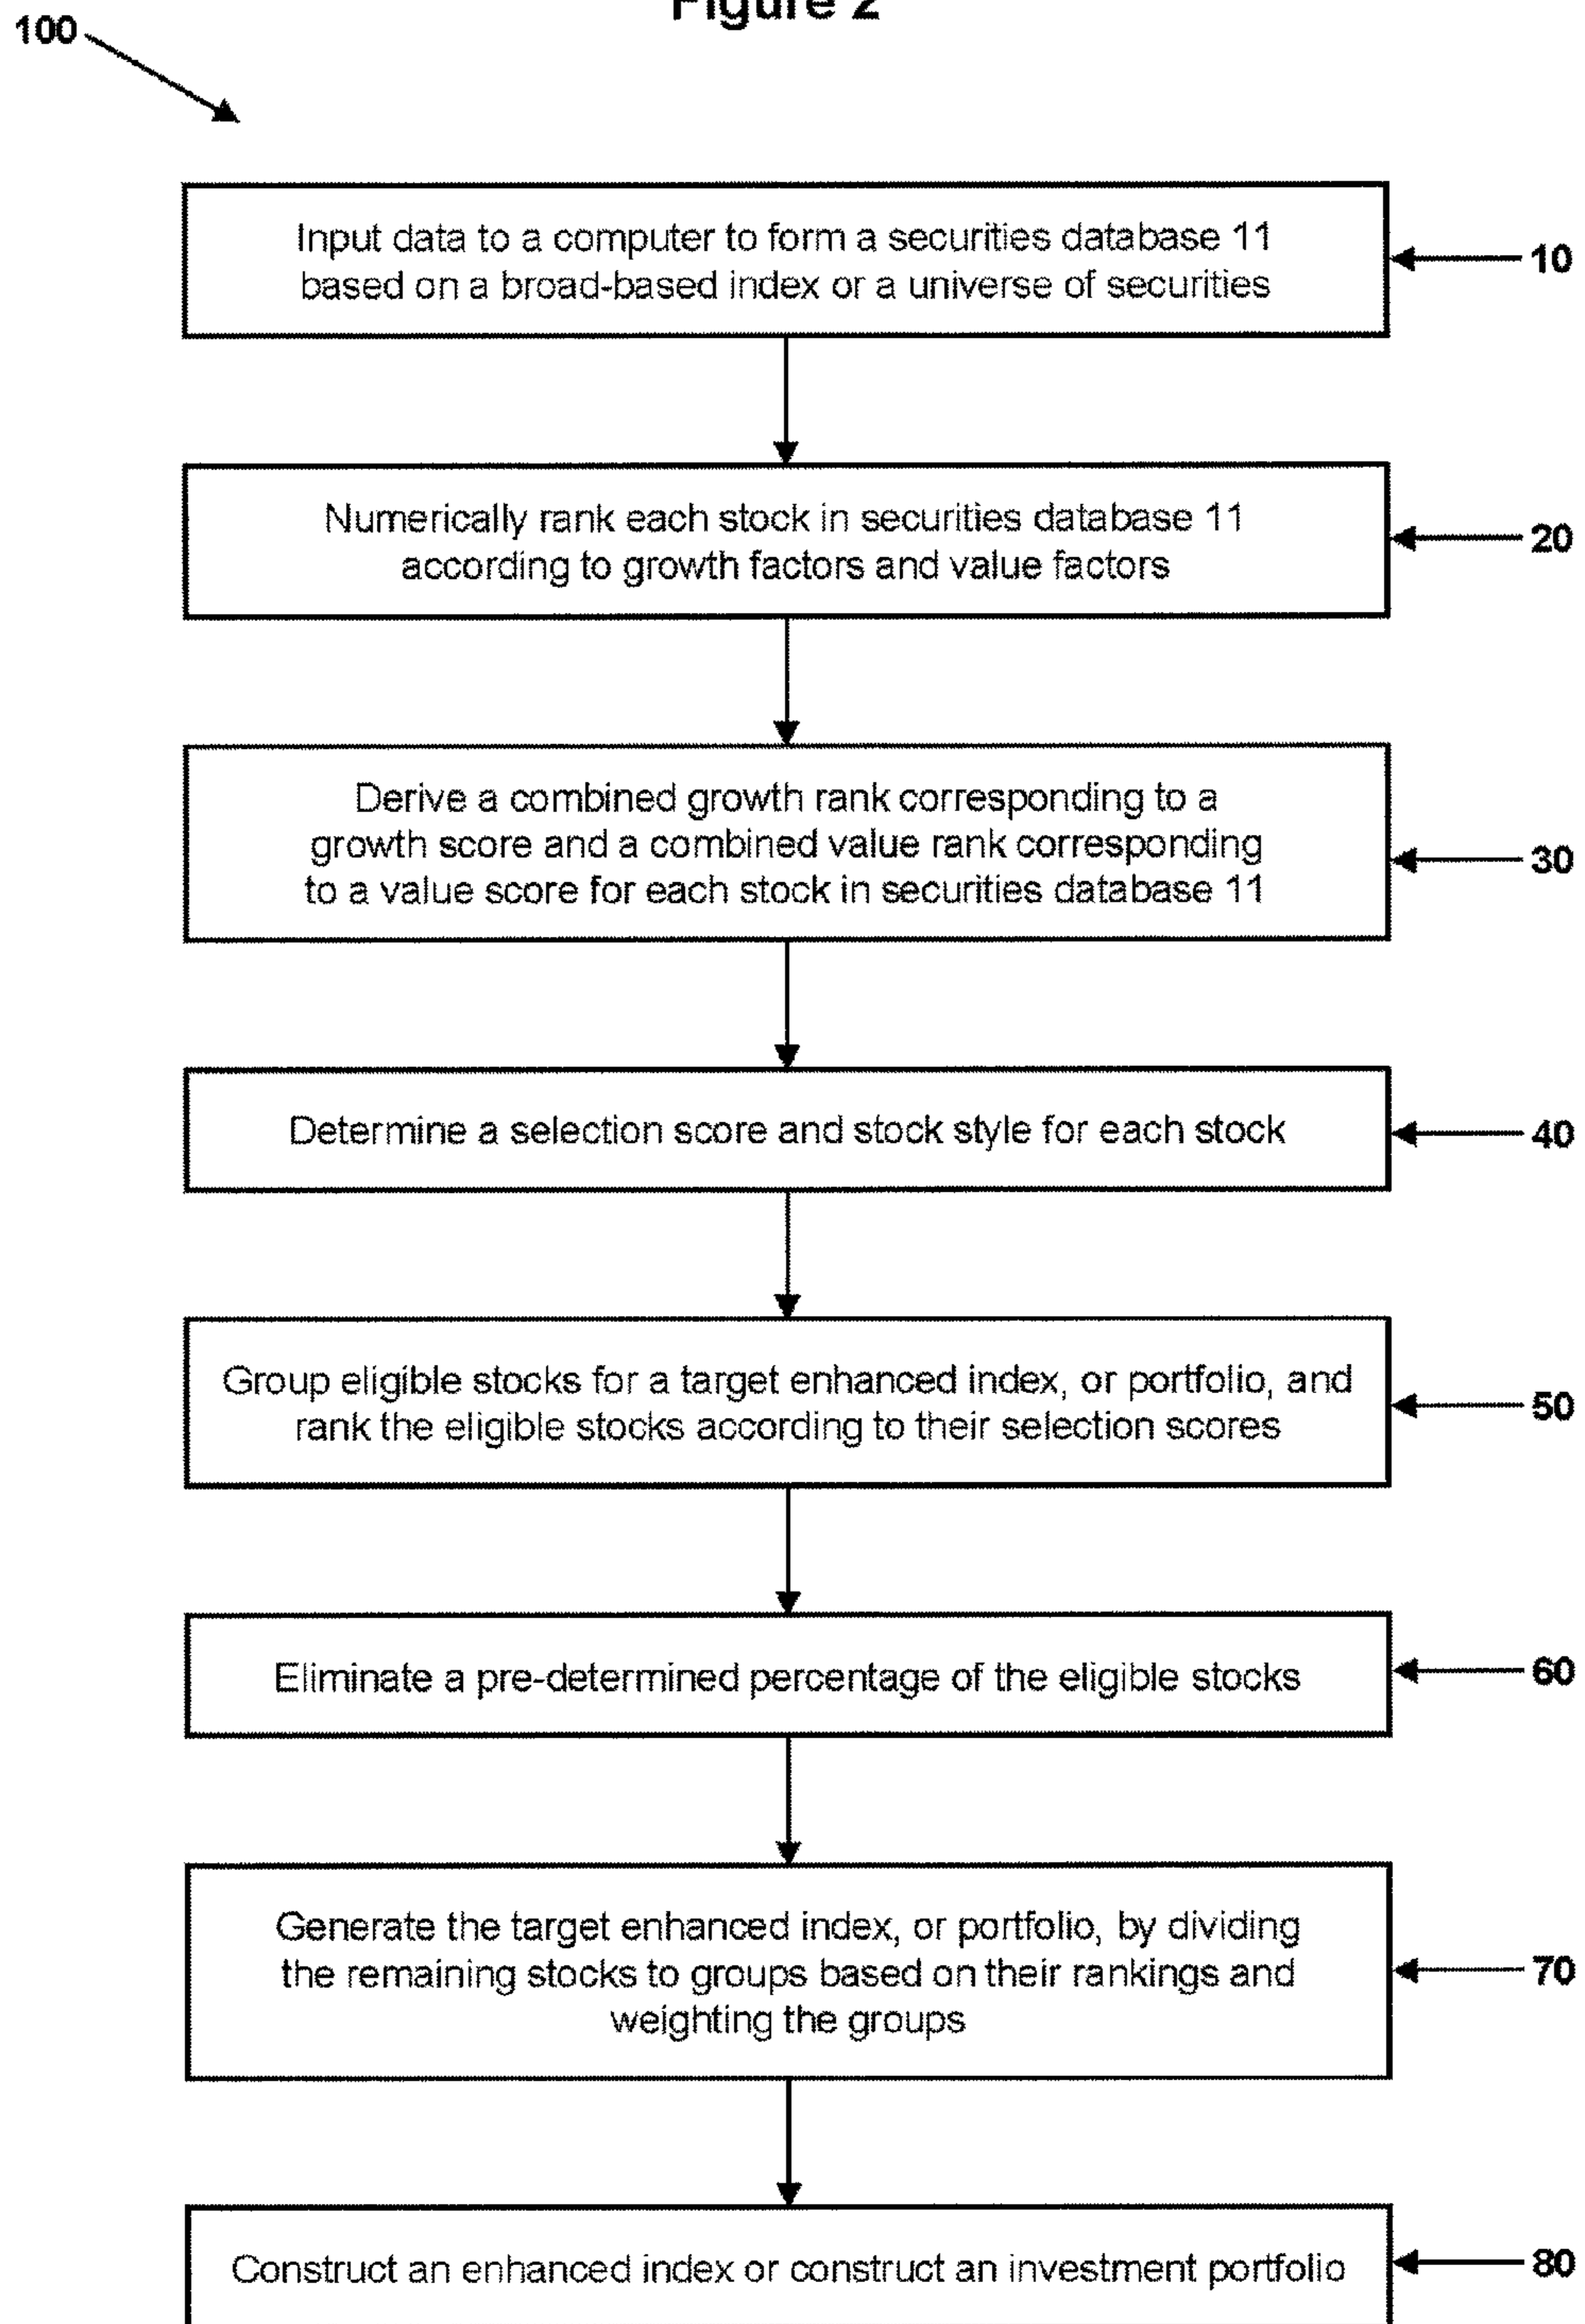 Figure 2
100
Input data to a computer to form a securities database 11
based on a broad-based index or a universe of securities
10
Numerically rank each stock in securities database 11
according to growth factors and value factors
20
Derive a combined growth rank corresponding to a
growth score and a combined value rank corresponding
to a value score for each stock in securities database 11
30
Determine a selection score and stock style for each stock
40
Group eligible stocks for a target enhanced index, or portfolio, and
rank the eligible stocks according to their selection scores
50
Eliminate a pre-determined percentage of the eligible stocks
60
Generate the target enhanced index, or portfolio, by dividing
the remaining stocks to groups based on their rankings and
weighting the groups
70
Construct an enhanced index or construct an investment portfolio
80